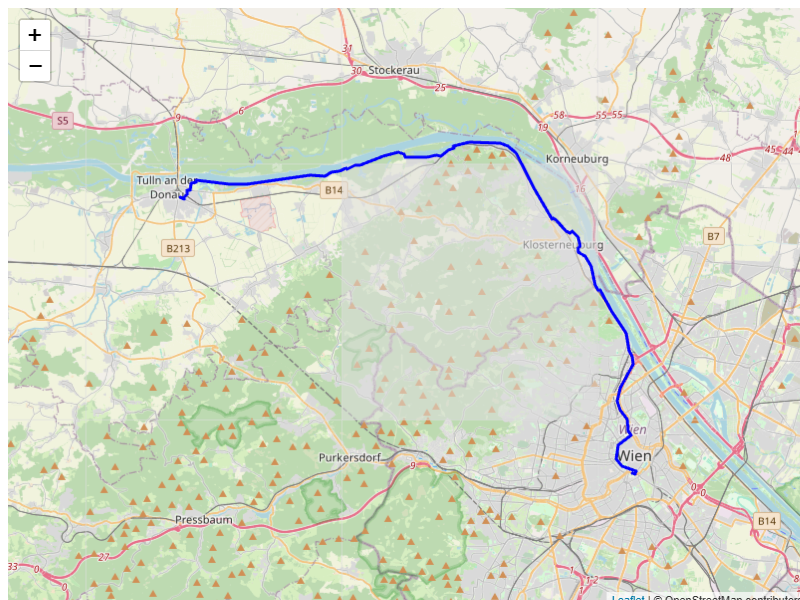 +
−
31
30
Stockerau
25
S5
9
6
58
55
55
19
Korneuburg
48
45
44
16
Tulln an der
Donau
B14
B7
B213
Klosterneuburg
Wien
Wien
Purkersdorf
9
0
0
Pressbaum
B14
33
0
27
0
1
1
2
8
Leaflet | © OpenStreetMap contributors